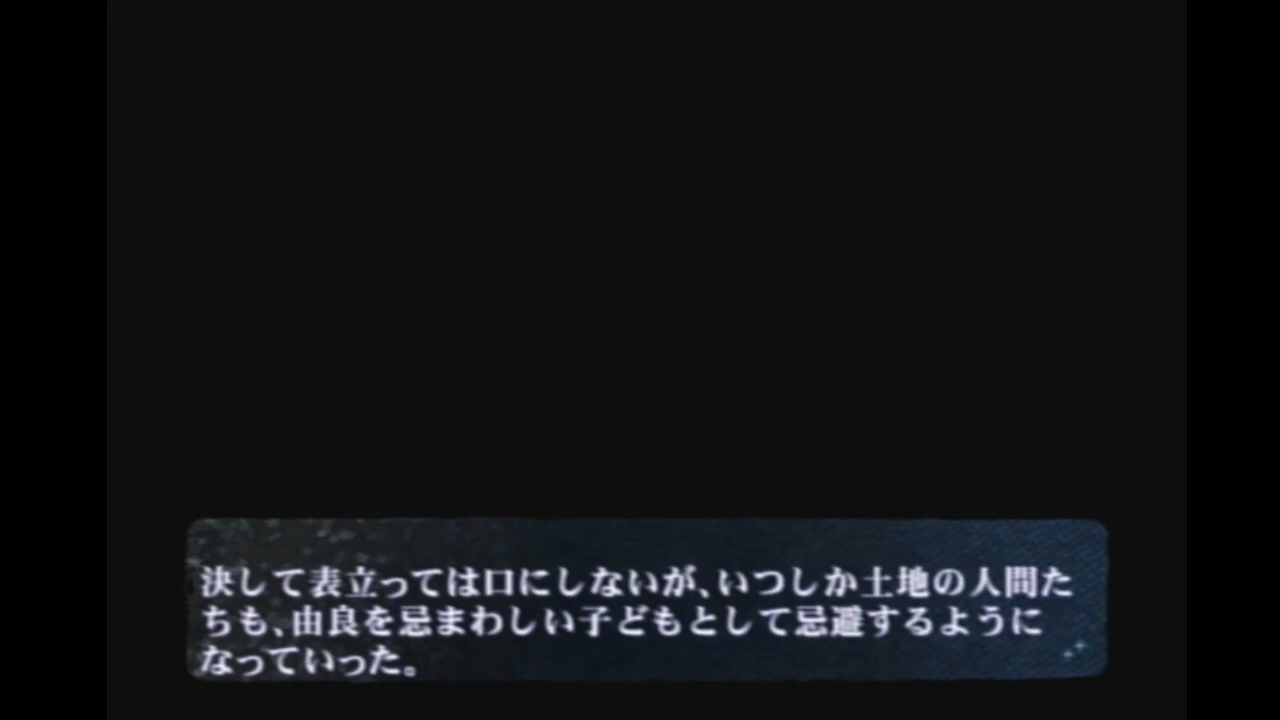 決して表立っては口にしないが、いつしか土地の人間た
ちも、由良を忌まわしい子どもとして忌避するように
なっていった。